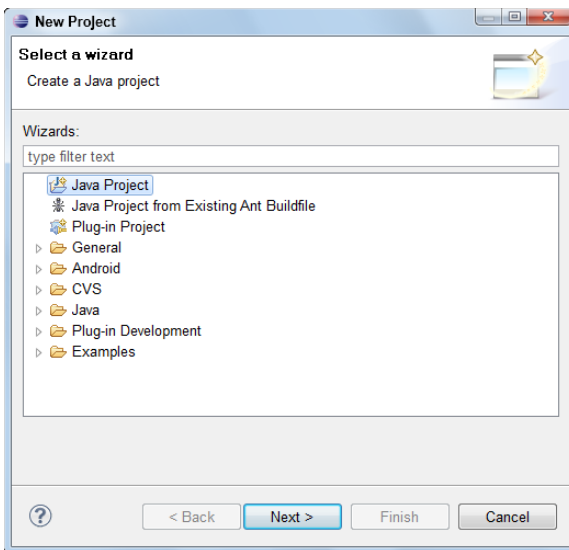 New Project
Select a wizard
Create a Java project
Wizards:
type filter text
Java Project
Java Project from Existing Ant Buildfile
Plug-in Project
General
Android
CVS
Java
Plug-in Development
Examples
? < Back Next > Finish Cancel